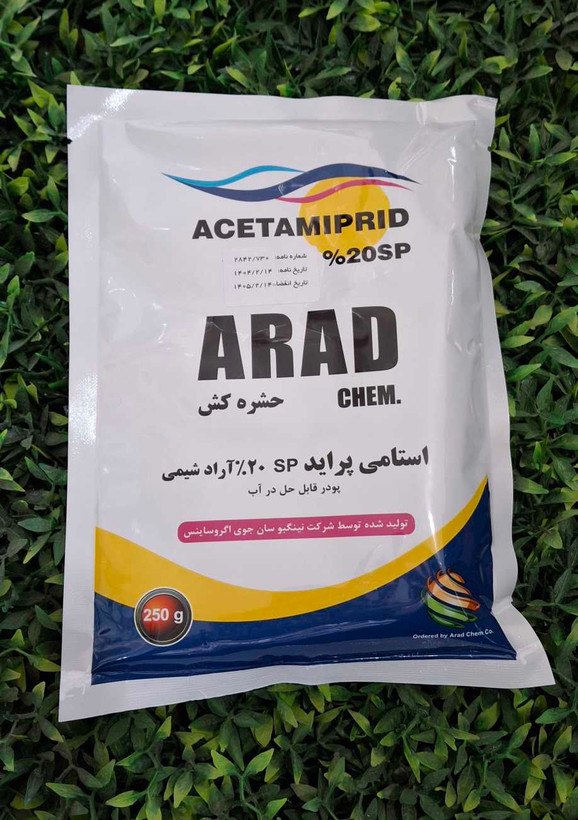 ACETAMIPRID
%20SP
شماره نامه: ۲۸۴۲/۷۳۰
تاریخ نامه: ۱۴۰۴/۲/۱۴
تاریخ انقضا: ۱۴۰۵/۲/۱۴
ARAD
حشره کش CHEM.
استامی پراید SP ۲۰٪ آراد شیمی
پودر قابل حل در آب
تولید شده توسط شرکت نینگبو سان جوی اگروساینس
250 g
Ordered by Arad Chem Co.